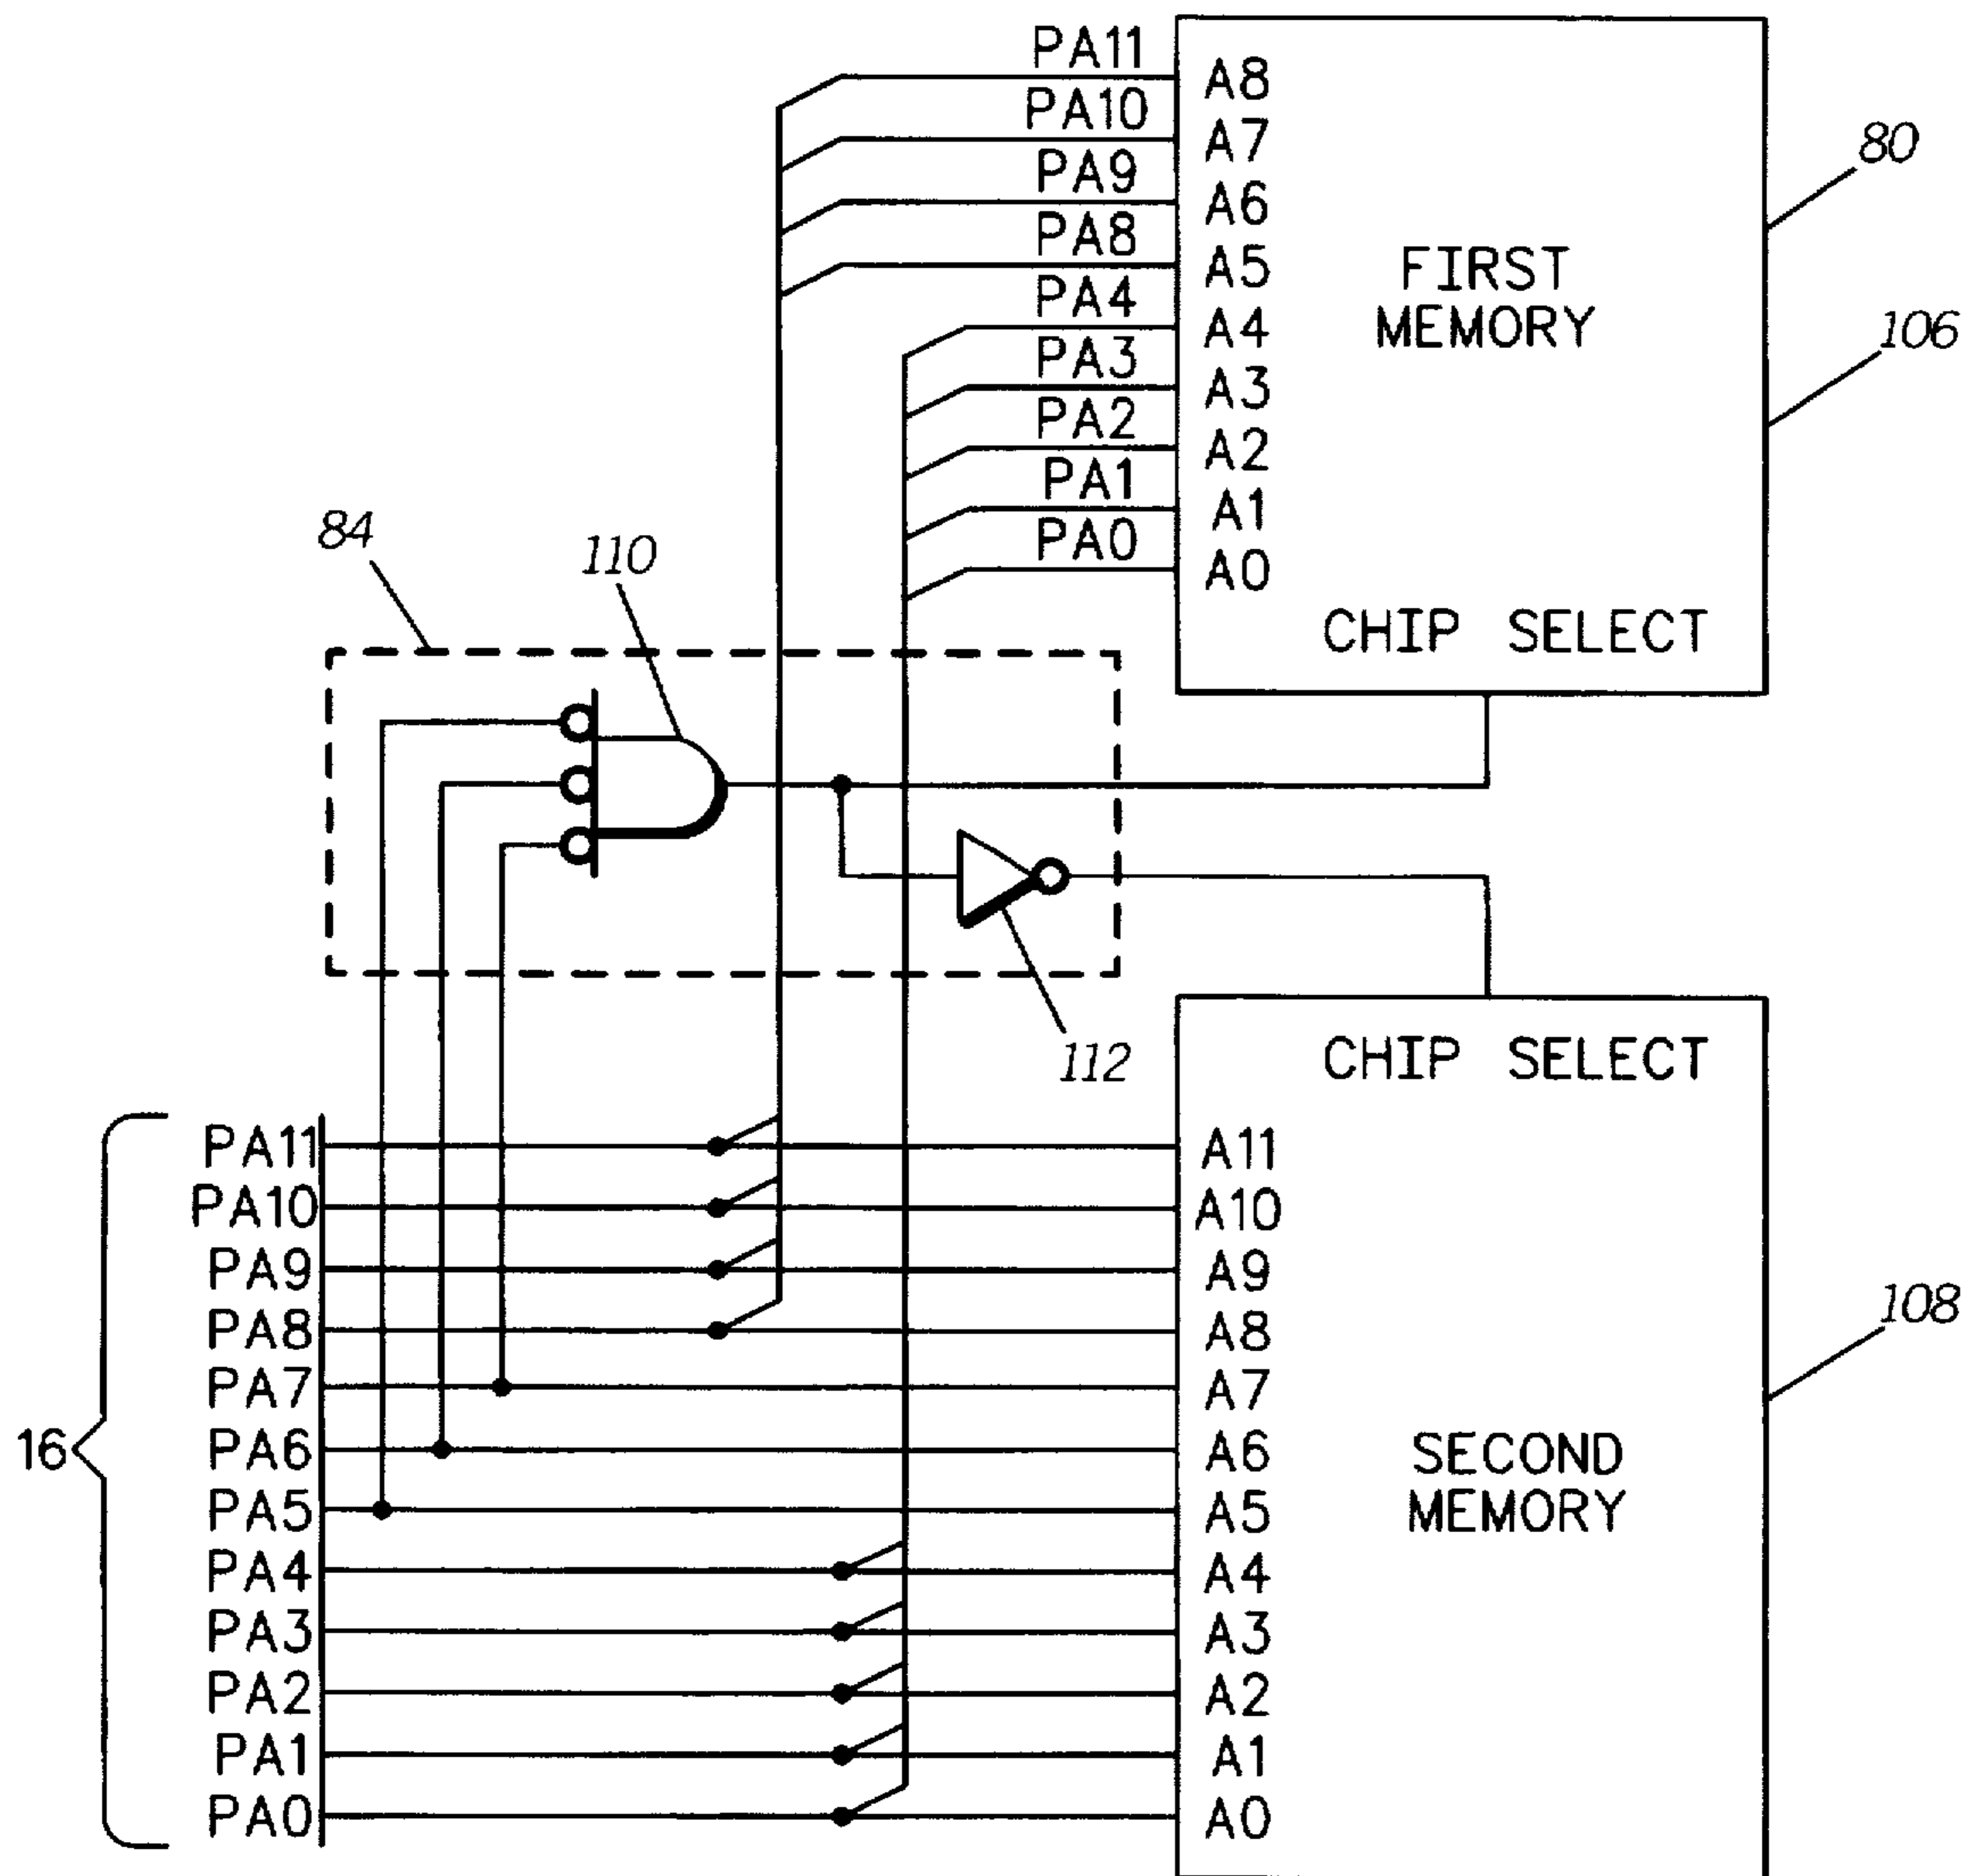 PA11
A8
PA10
A7
PA9
A6
PA8
A5
PA4
A4
PA3
A3
PA2
A2
PA1
A1
PA0
A0
FIRST
MEMORY
CHIP SELECT
80
106
84
110
112
CHIP SELECT
16
PA11
A11
PA10
A10
PA9
A9
PA8
A8
PA7
A7
PA6
A6
PA5
A5
PA4
A4
PA3
A3
PA2
A2
PA1
A1
PA0
A0
SECOND
MEMORY
108